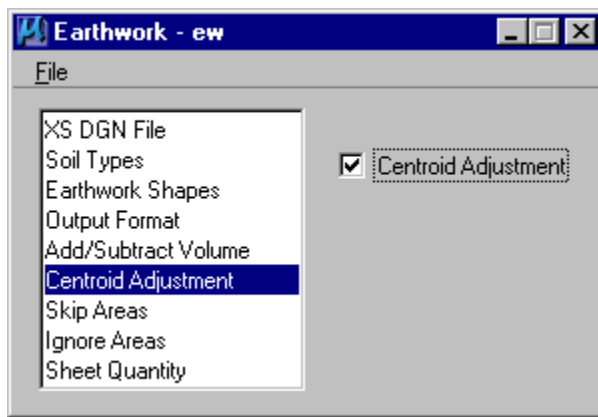 Earthwork - ew
File
XS DGN File
Soil Types
Earthwork Shapes
Output Format
Add/Subtract Volume
Centroid Adjustment
Skip Areas
Ignore Areas
Sheet Quantity
Centroid Adjustment